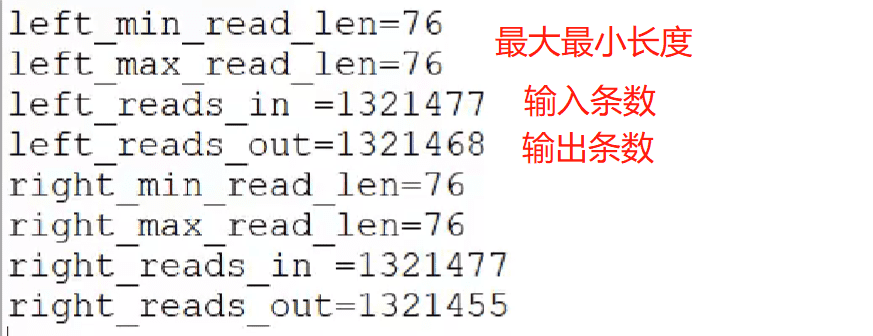 left_min_read_len=76
最大最小长度
left_max_read_len=76
left_reads_in =1321477 输入条数
left_reads_out=1321468 输出条数
right_min_read_len=76
right_max_read_len=76
right_reads_in =1321477
right_reads_out=1321455